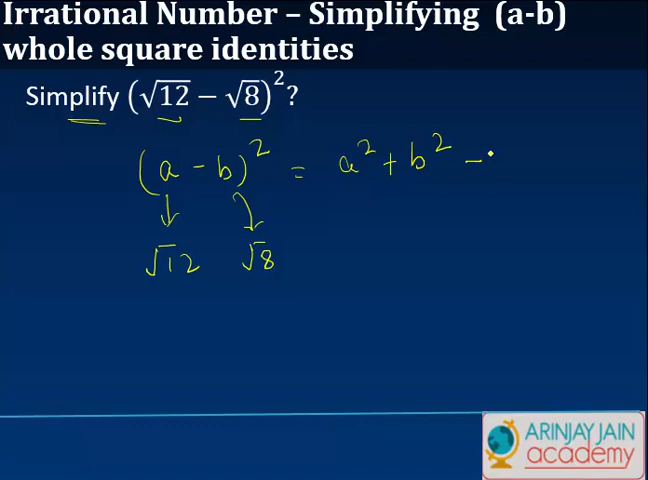 Irrational Number – Simplifying (a-b)
whole square identities
Simplify (√12 − √8)²?
(a - b)² = a² + b² -
√12 √8
ARINJAY JAIN
academy